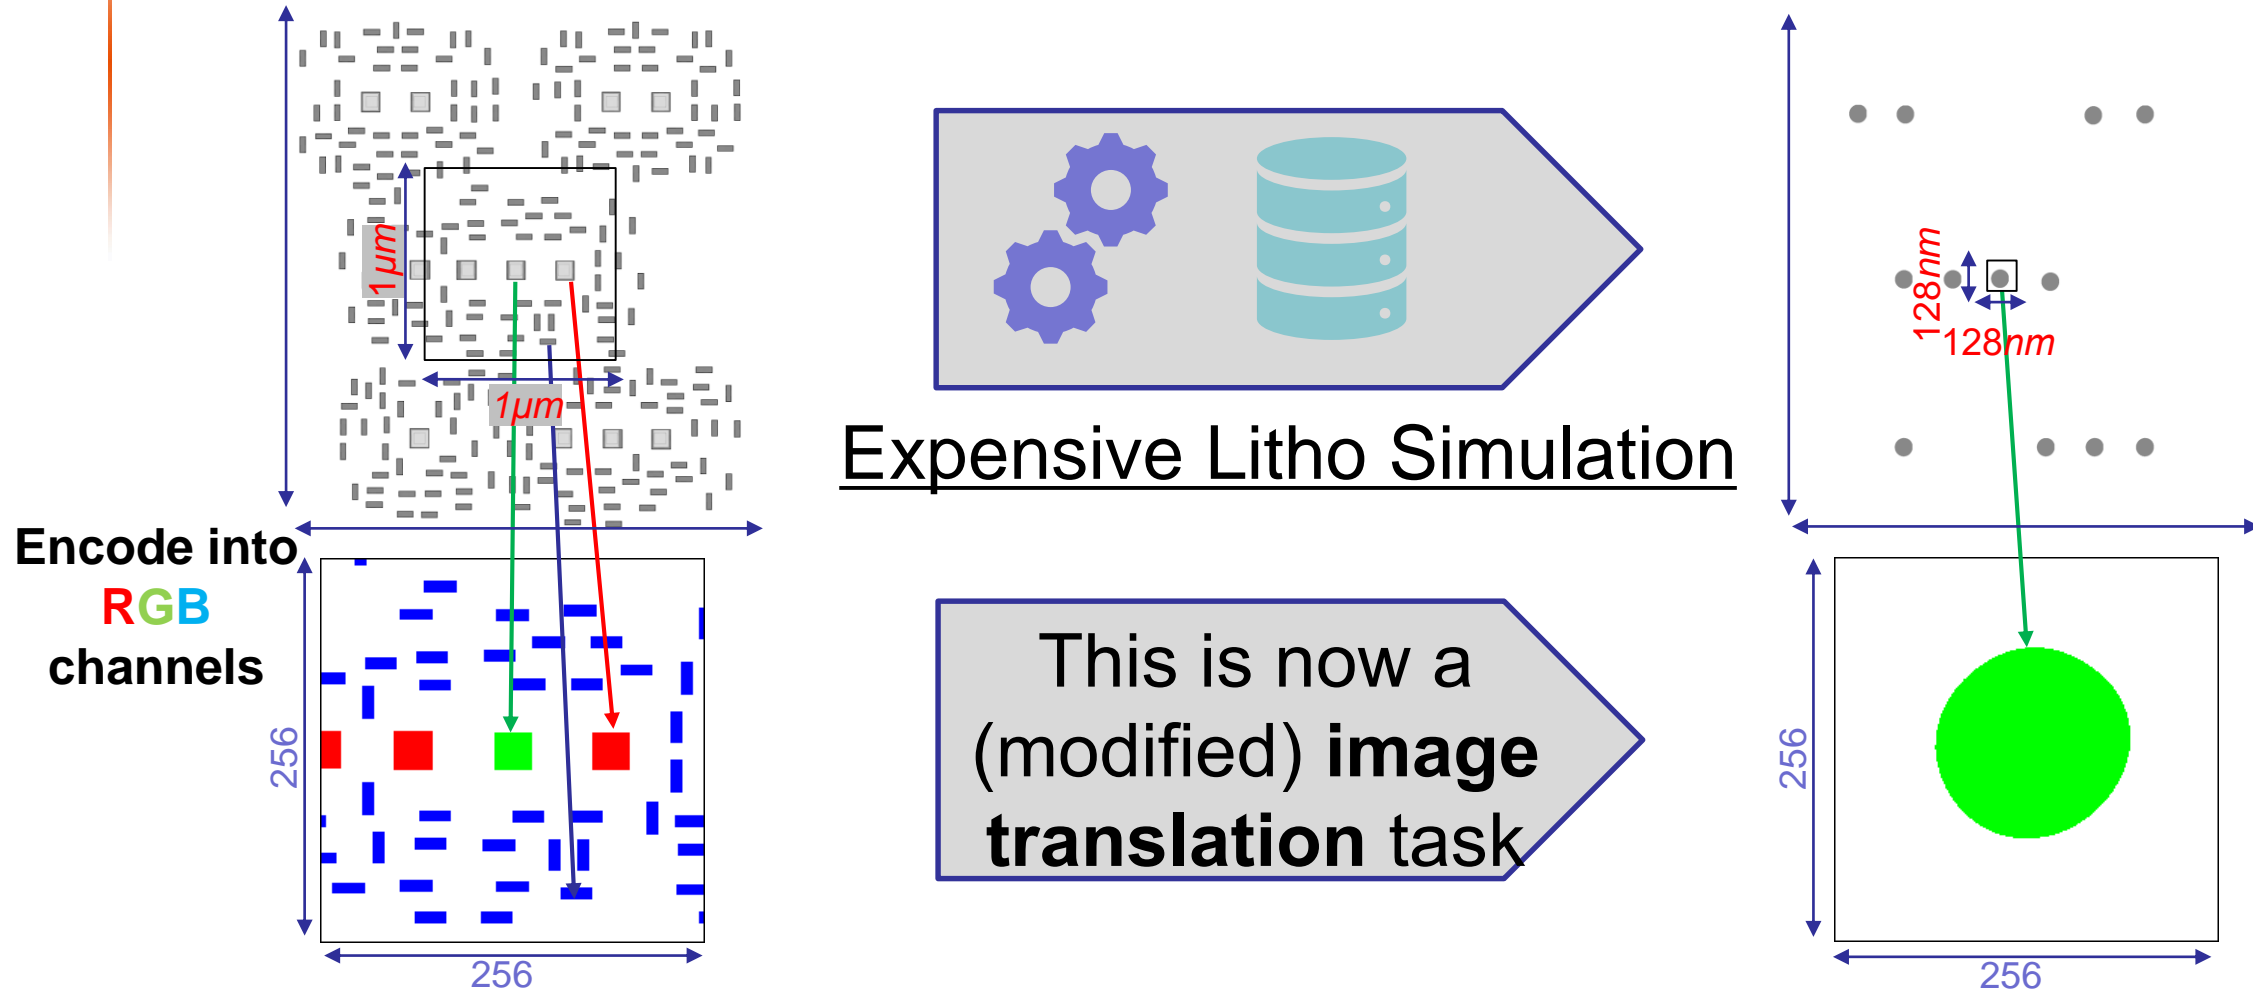 1µm
1µm
Expensive Litho Simulation
128nm
128nm
Encode into
RGB
channels
256
256
This is now a
(modified) image
translation task
256
256